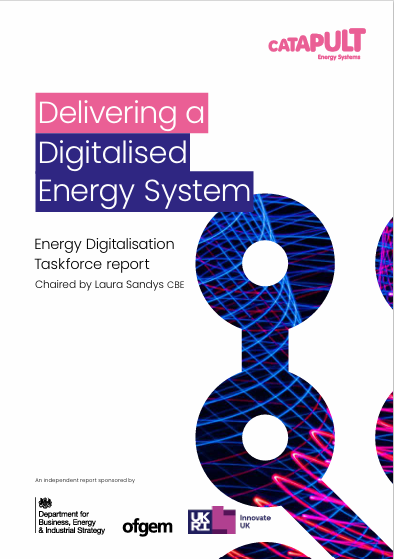 CATAPULT
Energy Systems
Delivering a
Digitalised
Energy System
Energy Digitalisation
Taskforce report
Chaired by Laura Sandys CBE
An independent report sponsored by
Department for
Business, Energy
& Industrial Strategy
ofgem
UK
RI
Innovate
UK